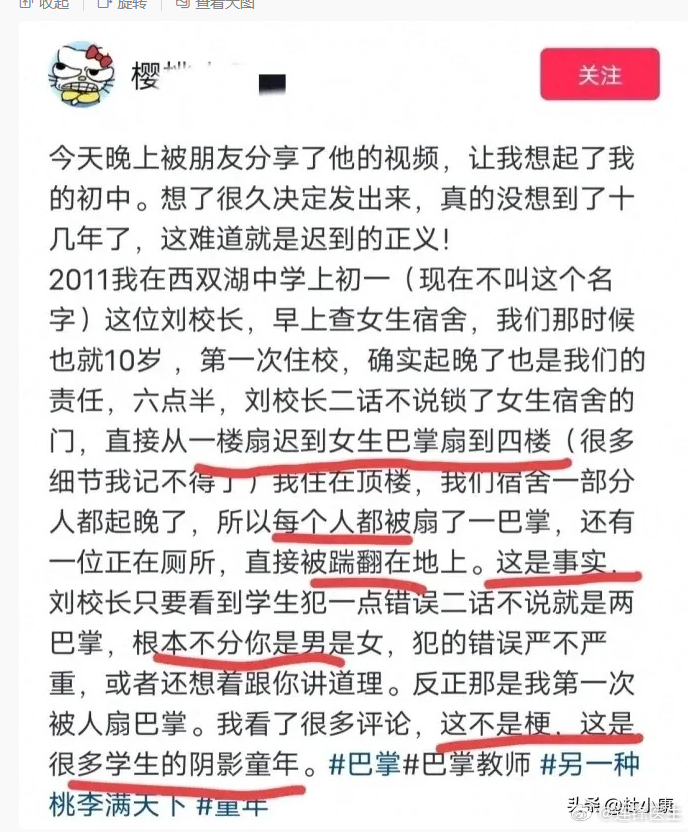 收起 旋转 查看大图
樱桃
关注
今天晚上被朋友分享了他的视频，让我想起了我
的初中。想了很久决定发出来，真的没想到了十
几年了，这难道就是迟到的正义！
2011我在西双湖中学上初一（现在不叫这个名
字）这位刘校长，早上查女生宿舍，我们那时候
也就10岁 ，第一次住校，确实起晚了也是我们的
责任，六点半，刘校长二话不说锁了女生宿舍的
门，直接从一楼扇迟到女生巴掌扇到四楼（很多
细节我记不得了）我住在顶楼，我们宿舍一部分
人都起晚了，所以每个人都被扇了一巴掌，还有
一位正在厕所，直接被踹翻在地上。这是事实，
刘校长只要看到学生犯一点错误二话不说就是两
巴掌，根本不分你是男是女，犯的错误严不严
重，或者还想着跟你讲道理。反正那是我第一次
被人扇巴掌。我看了很多评论，这不是梗，这是
很多学生的阴影童年。#巴掌#巴掌教师 #另一种
桃李满天下 #童年
头条 @杜小康